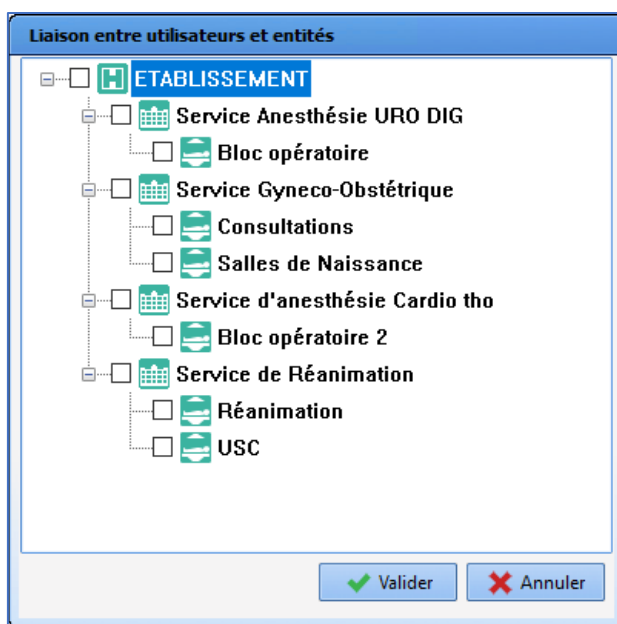 Liaison entre utilisateurs et entités
ETABLISSEMENT
Service Anesthésie URO DIG
Bloc opératoire
Service Gyneco-Obstétrique
Consultations
Salles de Naissance
Service d'anesthésie Cardio tho
Bloc opératoire 2
Service de Réanimation
Réanimation
USC
Valider Annuler